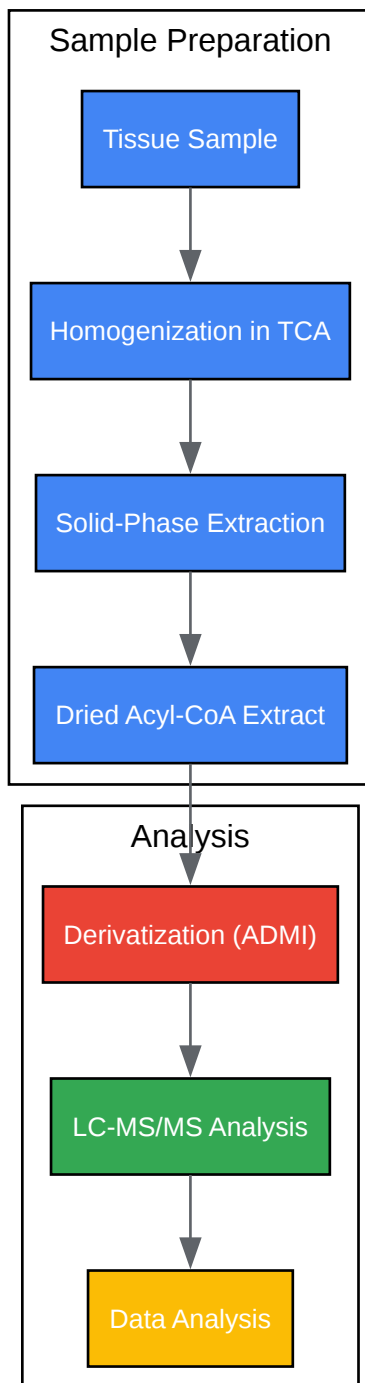 Sample Preparation
Tissue Sample
Homogenization in TCA
Solid-Phase Extraction
Dried Acyl-CoA Extract
Analysis
Derivatization (ADMI)
LC-MS/MS Analysis
Data Analysis